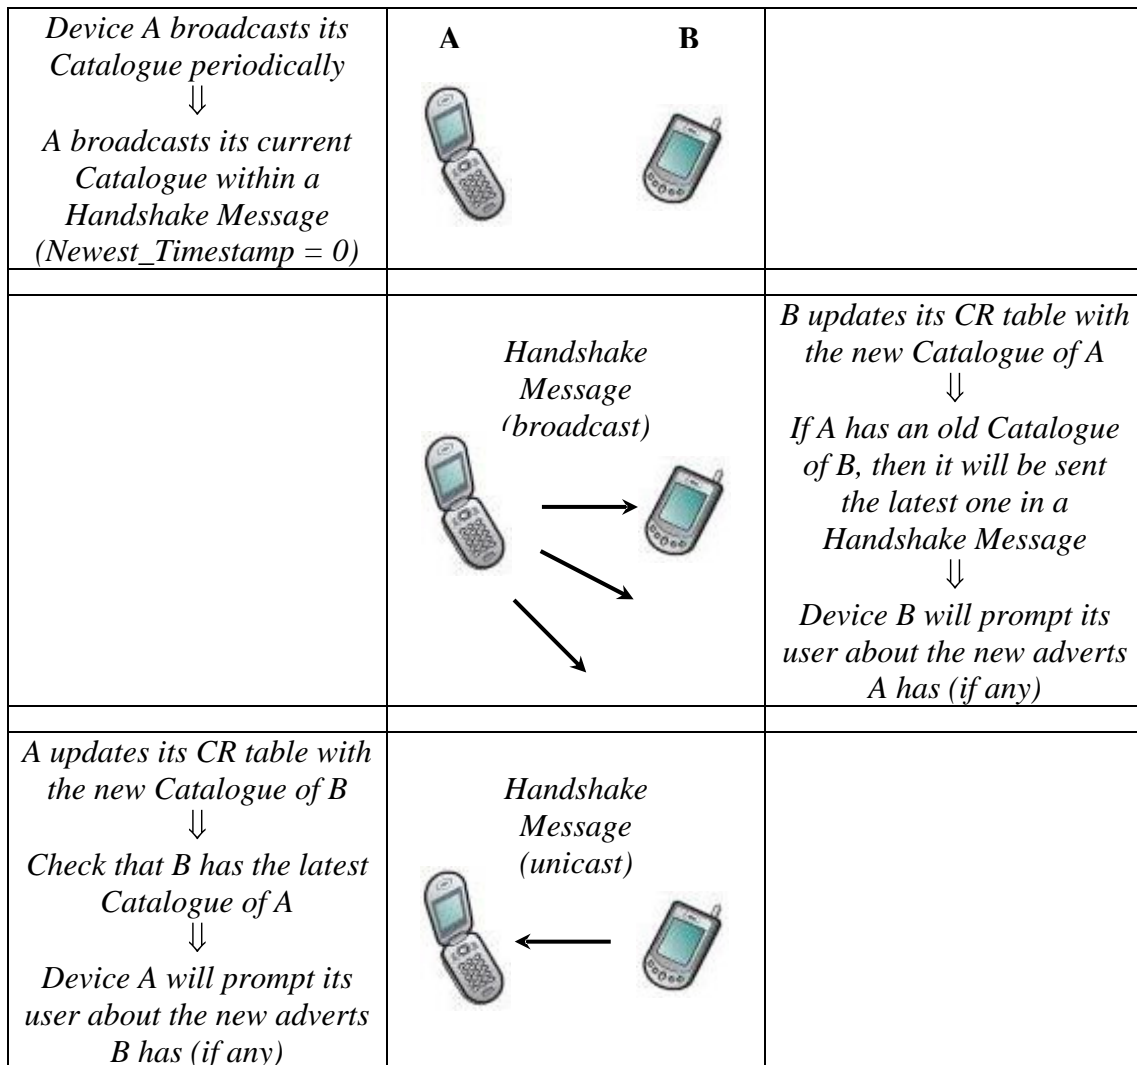 Device A broadcasts its
Catalogue periodically
⇓
A broadcasts its current
Catalogue within a
Handshake Message
(Newest_Timestamp = 0)
A B
Handshake
Message
(broadcast)
B updates its CR table with
the new Catalogue of A
⇓
If A has an old Catalogue
of B, then it will be sent
the latest one in a
Handshake Message
⇓
Device B will prompt its
user about the new adverts
A has (if any)
A updates its CR table with
the new Catalogue of B
⇓
Check that B has the latest
Catalogue of A
⇓
Device A will prompt its
user about the new adverts
B has (if any)
Handshake
Message
(unicast)